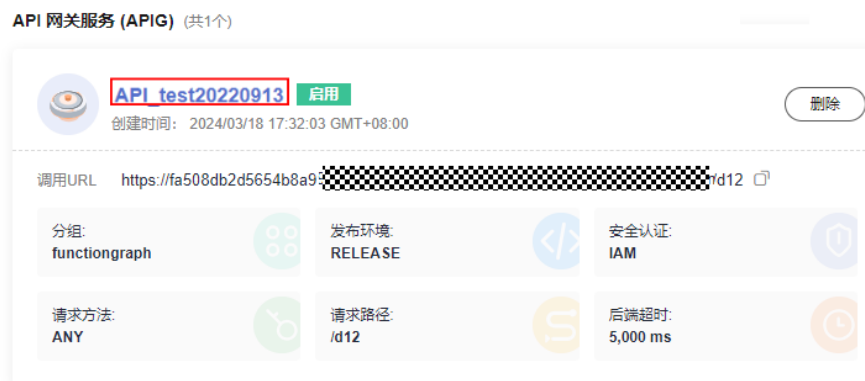 API 网关服务 (APIG) (共1个)
API_test20220913 启用
删除
创建时间： 2024/03/18 17:32:03 GMT+08:00
调用URL https://fa508db2d5654b8a9 /d12
分组: 发布环境: 安全认证:
functiongraph RELEASE IAM
请求方法: 请求路径: 后端超时:
ANY /d12 5,000 ms